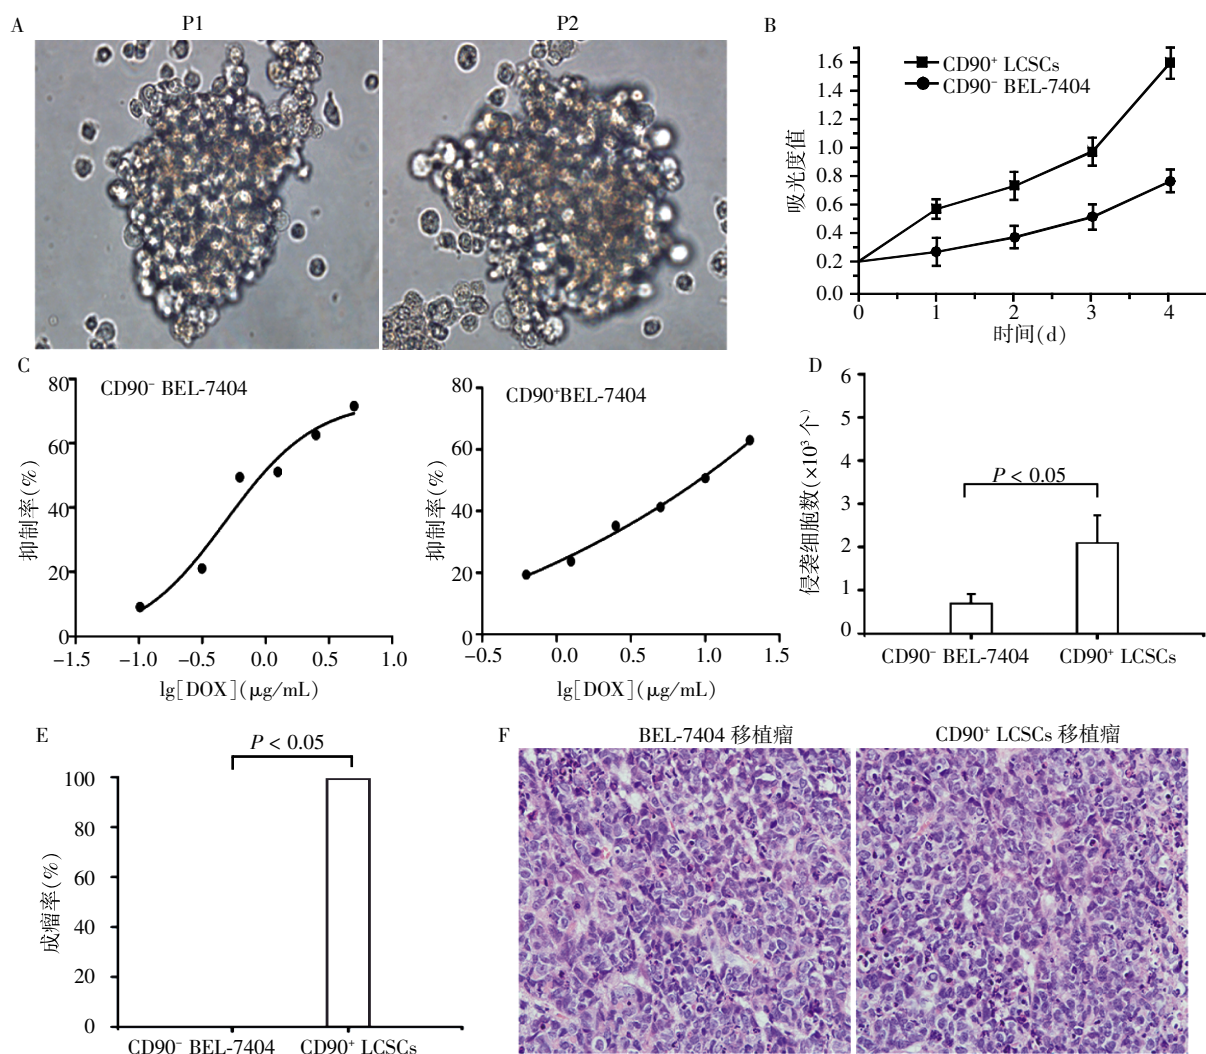 A
P1
P2
B
CD90⁺ LCSCs
CD90⁻ BEL-7404
吸光度值
1.6
1.4
1.2
1.0
0.8
0.6
0.4
0.2
0.0
0
1
2
3
4
时间(d)
C
CD90⁻ BEL-7404
抑制率(%)
80
60
40
20
0
−1.5
−1.0
−0.5
0.0
0.5
1.0
lg[DOX](μg/mL)
CD90⁺BEL-7404
抑制率(%)
80
60
40
20
0
−0.5
0.0
0.5
1.0
1.5
lg[DOX](μg/mL)
D
侵袭细胞数(×10³个)
6
5
4
3
2
1
0
P < 0.05
CD90⁻ BEL-7404
CD90⁺ LCSCs
E
成瘤率(%)
100
80
60
40
20
0
P < 0.05
CD90⁻ BEL-7404
CD90⁺ LCSCs
F
BEL-7404 移植瘤
CD90⁺ LCSCs 移植瘤